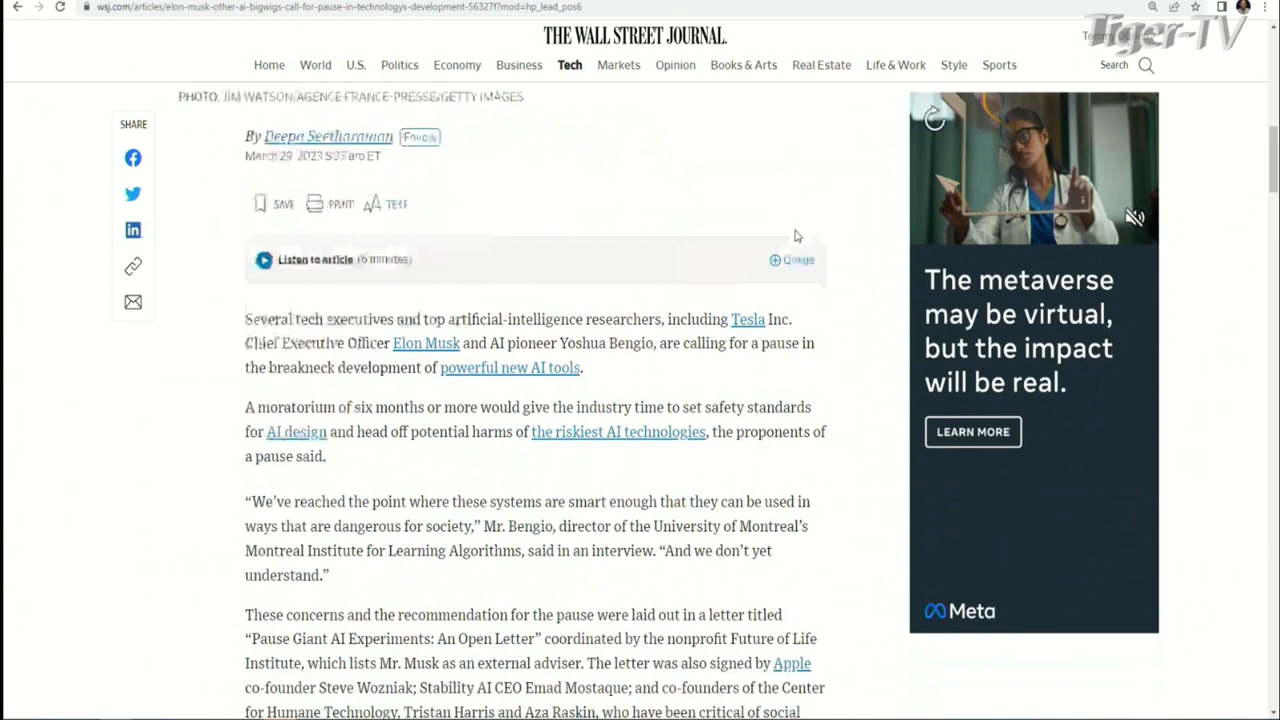 wsj.com/articles/elon-musk-other-ai-bigwigs-call-for-pause-in-technologys-development-56327f?mod=hp_lead_pos6
Tiger-TV
THE WALL STREET JOURNAL.
Home World U.S. Politics Economy Business Tech Markets Opinion Books & Arts Real Estate Life & Work Style Sports
Search
PHOTO: JIM WATSON/AGENCE FRANCE-PRESSE/GETTY IMAGES
SHARE
By Deepa Seetharaman Follow
March 29, 2023 ET
SAVE PRINT TEXT
Listen to article (6 minutes)
Queue
Several tech executives and top artificial-intelligence researchers, including Tesla Inc.
Chief Executive Officer Elon Musk and AI pioneer Yoshua Bengio, are calling for a pause in
the breakneck development of powerful new AI tools.
A moratorium of six months or more would give the industry time to set safety standards
for AI design and head off potential harms of the riskiest AI technologies, the proponents of
a pause said.
“We’ve reached the point where these systems are smart enough that they can be used in
ways that are dangerous for society,” Mr. Bengio, director of the University of Montreal’s
Montreal Institute for Learning Algorithms, said in an interview. “And we don’t yet
understand.”
These concerns and the recommendation for the pause were laid out in a letter titled
“Pause Giant AI Experiments: An Open Letter” coordinated by the nonprofit Future of Life
Institute, which lists Mr. Musk as an external adviser. The letter was also signed by Apple
co-founder Steve Wozniak; Stability AI CEO Emad Mostaque; and co-founders of the Center
for Humane Technology, Tristan Harris and Aza Raskin, who have been critical of social
The metaverse
may be virtual,
but the impact
will be real.
LEARN MORE
Meta